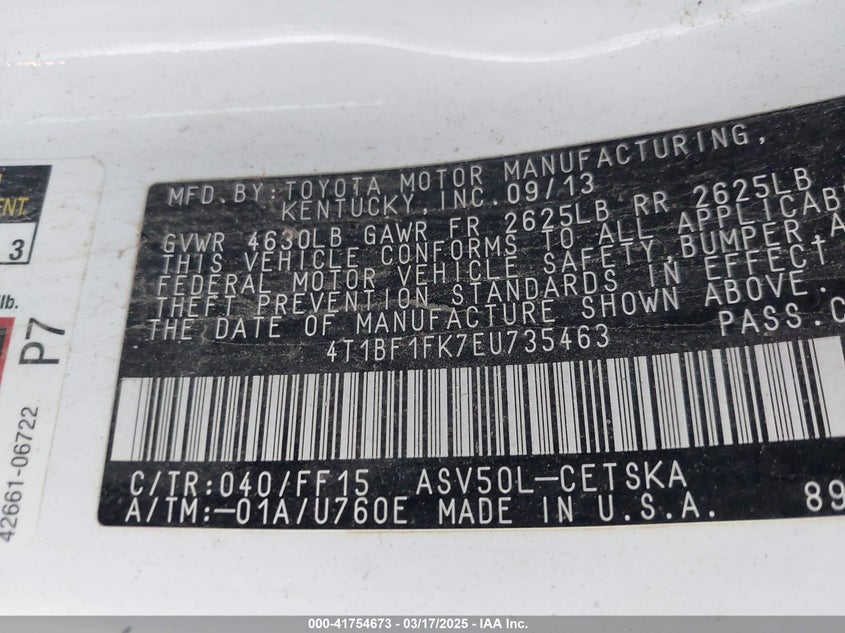 MFD. BY: TOYOTA MOTOR MANUFACTURING,
KENTUCKY, INC. 09/13
GVWR 4630LB GAWR FR 2625LB RR 2625LB
THIS VEHICLE CONFORMS TO ALL APPLICAB
FEDERAL MOTOR VEHICLE SAFETY, BUMPER, A
THEFT PREVENTION STANDARDS IN EFFECT
THE DATE OF MANUFACTURE SHOWN ABOVE.
4T1BF1FK7EU735463 PASS.C
C/TR:040/FF15 ASV50L-CETSKA
A/TM:-01A/U760E MADE IN U.S.A. 89
ENT
3
lb.
P7
42661-06722
000-41754673 - 03/17/2025 - IAA Inc.